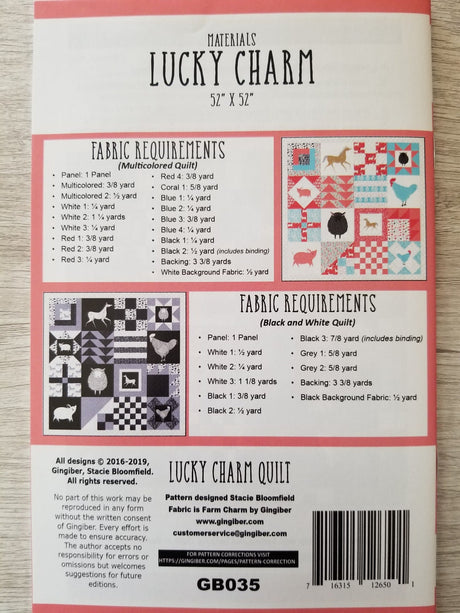 MATERIALS
LUCKY CHARM
52" X 52"
FABRIC REQUIREMENTS
(Multicolored Quilt)
• Panel: 1 Panel
• Multicolored: 3/8 yard
• Multicolored 2: ½ yard
• White 1: ¼ yard
• White 2: 1 ¼ yards
• White 3: ¼ yard
• Red 1: 3/8 yard
• Red 2: 3/8 yard
• Red 3: ¼ yard
• Red 4: 3/8 yard
• Coral 1: 5/8 yard
• Blue 1: ¼ yard
• Blue 2: ¼ yard
• Blue 3: 3/8 yard
• Blue 4: ¼ yard
• Black 1: ¼ yard
• Black 2: ½ yard (includes binding)
• Backing: 3 3/8 yards
• White Background Fabric: ½ yard
FABRIC REQUIREMENTS
(Black and White Quilt)
• Panel: 1 Panel
• White 1: ½ yard
• White 2: ¼ yard
• White 3: 1 1/8 yards
• Black 1: 3/8 yard
• Black 2: ½ yard
• Black 3: 7/8 yard (includes binding)
• Grey 1: 5/8 yard
• Grey 2: 5/8 yard
• Backing: 3 3/8 yards
• Black Background Fabric: ½ yard
All designs © 2016-2019,
Gingiber, Stacie Bloomfield.
All rights reserved.
No part of this work may be
reproduced in any form
without the written consent
of Gingiber. Every effort is
made to ensure accuracy.
The author accepts no
responsibility for errors or
omissions but welcomes
suggestions for future
editions.
LUCKY CHARM QUILT
Pattern designed Stacie Bloomfield
Fabric is Farm Charm by Gingiber
www.gingiber.com
customerservice@gingiber.com
FOR PATTERN CORRECTIONS VISIT
HTTPS://GINGIBER.COM/PAGES/PATTERN-CORRECTION
GB035
7 16315 12650 1